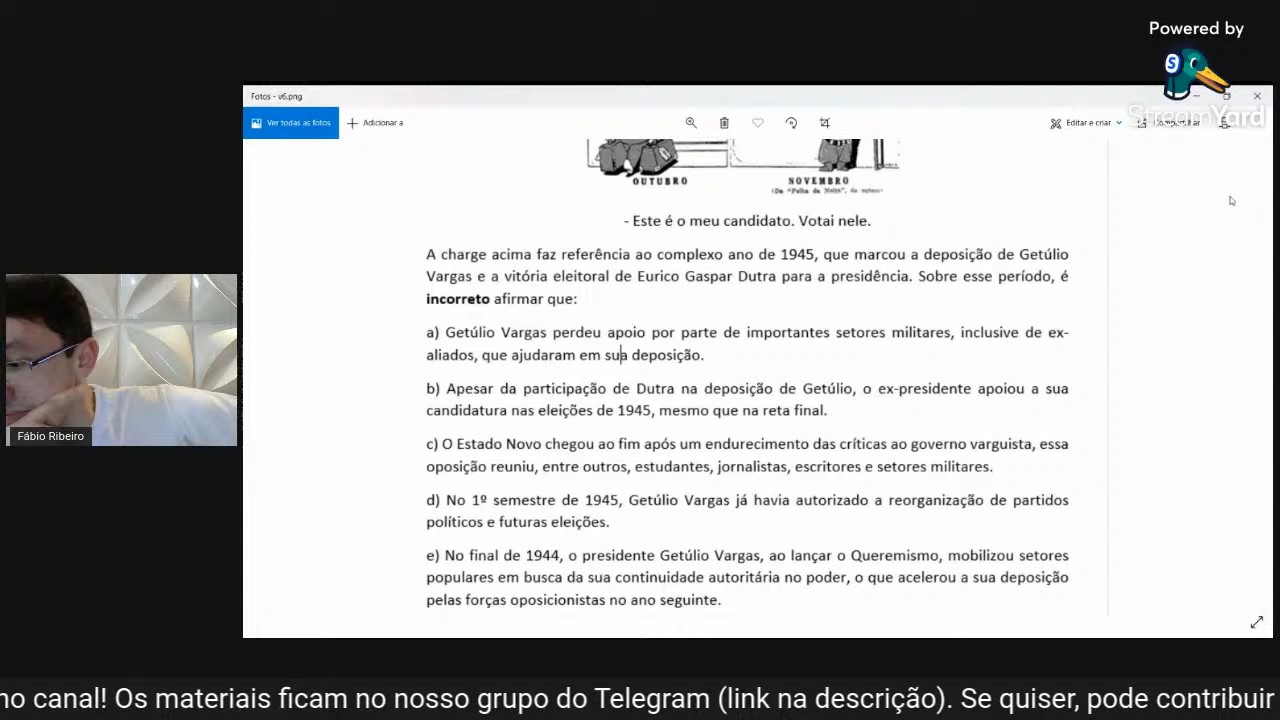 Powered by
StreamYard
Fotos - v6.png
Ver todas as fotos
Adicionar a
Editar e criar
Compartilhar
OUTUBRO
NOVEMBRO
(Da "Folha da Noite", de
- Este é o meu candidato. Votai nele.
A charge acima faz referência ao complexo ano de 1945, que marcou a deposição de Getúlio
Vargas e a vitória eleitoral de Eurico Gaspar Dutra para a presidência. Sobre esse período, é
incorreto afirmar que:
a) Getúlio Vargas perdeu apoio por parte de importantes setores militares, inclusive de ex-
aliados, que ajudaram em sua deposição.
b) Apesar da participação de Dutra na deposição de Getúlio, o ex-presidente apoiou a sua
candidatura nas eleições de 1945, mesmo que na reta final.
c) O Estado Novo chegou ao fim após um endurecimento das críticas ao governo varguista, essa
oposição reuniu, entre outros, estudantes, jornalistas, escritores e setores militares.
d) No 1º semestre de 1945, Getúlio Vargas já havia autorizado a reorganização de partidos
políticos e futuras eleições.
e) No final de 1944, o presidente Getúlio Vargas, ao lançar o Queremismo, mobilizou setores
populares em busca da sua continuidade autoritária no poder, o que acelerou a sua deposição
pelas forças oposicionistas no ano seguinte.
Fábio Ribeiro
no canal! Os materiais ficam no nosso grupo do Telegram (link na descrição). Se quiser, pode contribuir